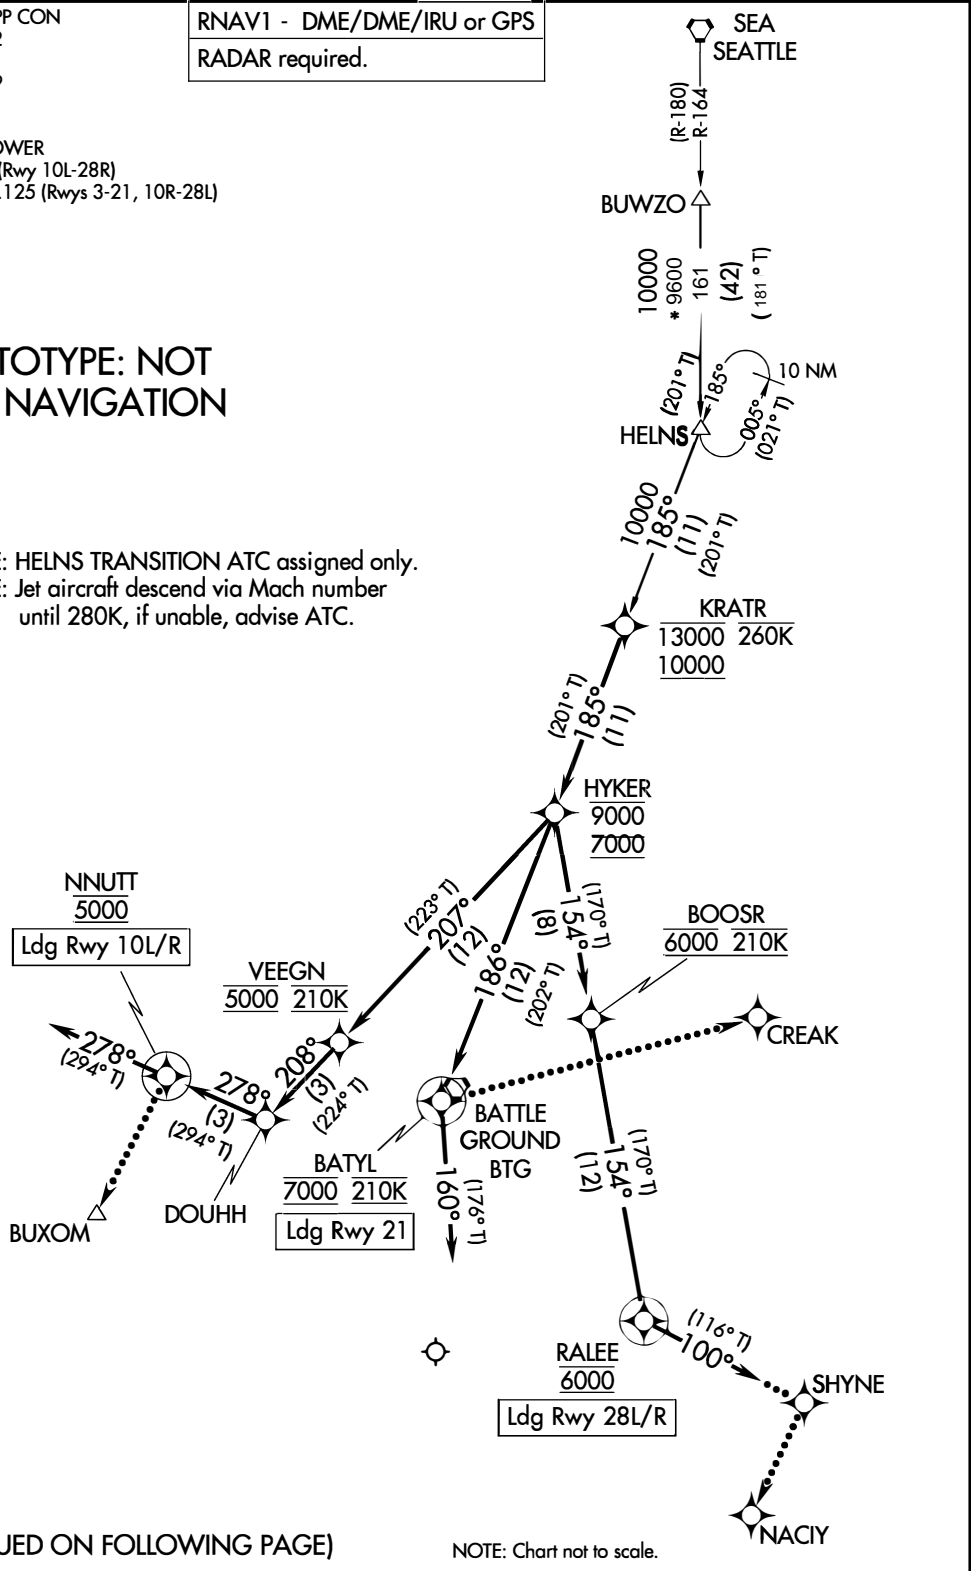 PP CON
RNAV1 - DME/DME/IRU or GPS
RADAR required.
SEA
SEATTLE
(R-180)
R-164
OWER
(Rwy 10L-28R)
.125 (Rwys 3-21, 10R-28L)
BUWZO
10000
* 9600
161
(42)
( 181 ° T)
TOTYPE: NOT
NAVIGATION
(201° T)
185°
10 NM
005°
(021° T)
HELNS
10000
185°
(11)
(201° T)
: HELNS TRANSITION ATC assigned only.
: Jet aircraft descend via Mach number
until 280K, if unable, advise ATC.
KRATR
13000 260K
10000
(201° T)
185°
(11)
HYKER
9000
7000
NNUTT
5000
Ldg Rwy 10L/R
(223° T)
207°
(12)
186°
(12)
(202° T)
(170° T)
154°
(8)
BOOSR
6000 210K
VEEGN
5000 210K
CREAK
278°
(294° T)
278°
(3)
(294° T)
208°
(3)
(224° T)
BATTLE
GROUND
BTG
BATYL
7000 210K
Ldg Rwy 21
160°
(176° T)
(170° T)
154°
(12)
DOUHH
BUXOM
(116° T)
100°
RALEE
6000
Ldg Rwy 28L/R
SHYNE
NACIY
UED ON FOLLOWING PAGE)
NOTE: Chart not to scale.